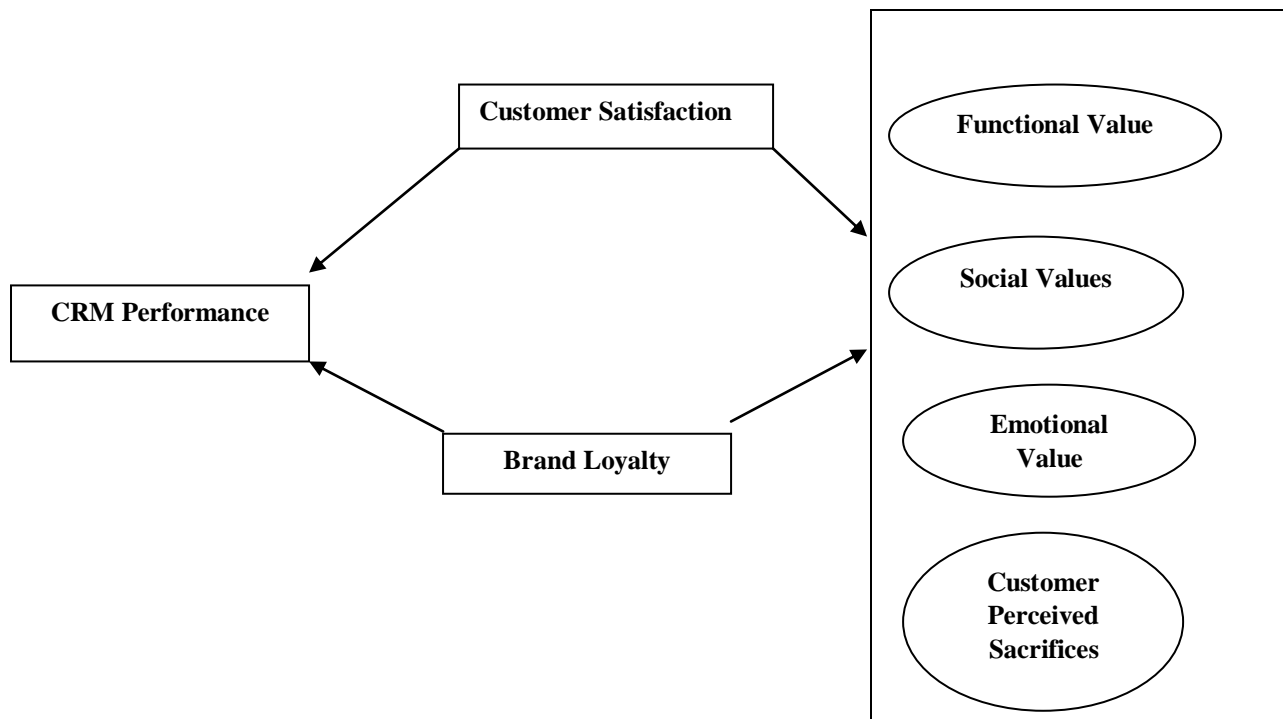 Customer Satisfaction
Functional Value
Social Values
CRM Performance
Emotional
Value
Brand Loyalty
Customer
Perceived
Sacrifices